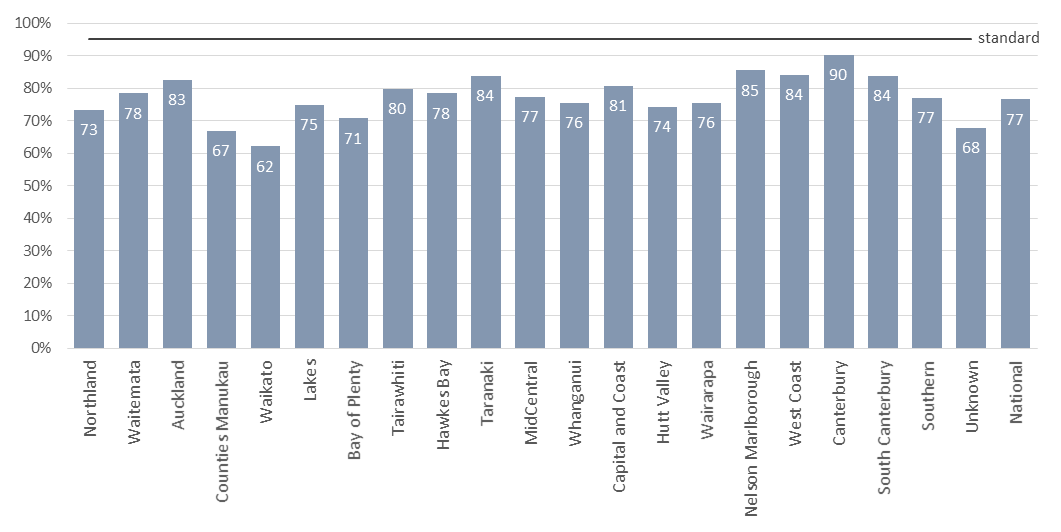 100%
standard
90%
80%
70%
60%
50%
40%
30%
20%
10%
0%
73
78
83
67
62
75
71
80
78
84
77
76
81
74
76
85
84
90
84
77
68
77
Northland
Waitemata
Auckland
Counties Manukau
Waikato
Lakes
Bay of Plenty
Tairawhiti
Hawkes Bay
Taranaki
MidCentral
Whanganui
Capital and Coast
Hutt Valley
Wairarapa
Nelson Marlborough
West Coast
Canterbury
South Canterbury
Southern
Unknown
National